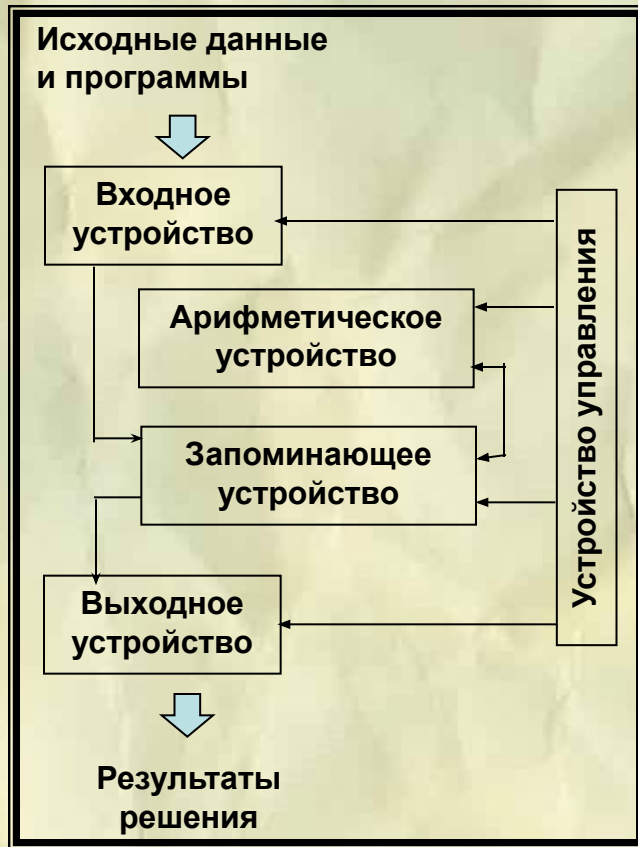 Исходные данные
и программы
Входное
устройство
Арифметическое
устройство
Запоминающее
устройство
Устройство управления
Выходное
устройство
Результаты
решения